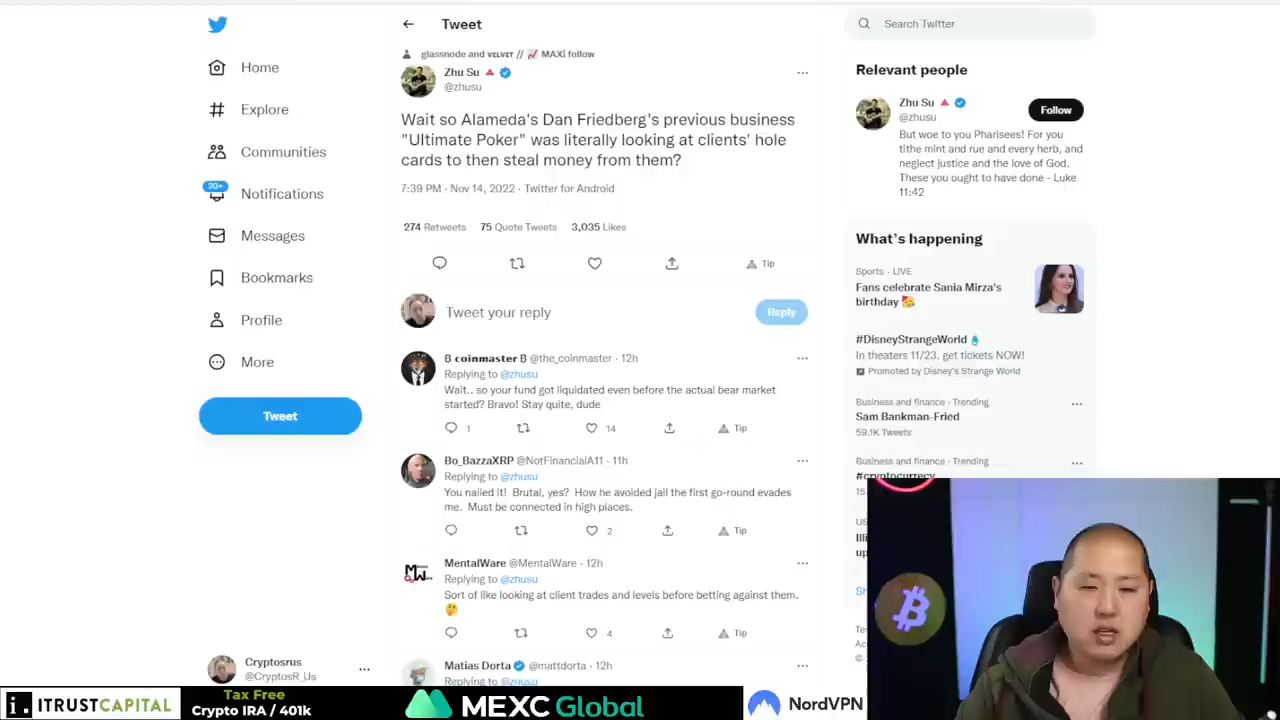 Tweet
Search Twitter
glassnode and VELVET // 📈 MAXi follow
Zhu Su
@zhusu
Wait so Alameda's Dan Friedberg's previous business
"Ultimate Poker" was literally looking at clients' hole
cards to then steal money from them?
7:39 PM · Nov 14, 2022 · Twitter for Android
274 Retweets 75 Quote Tweets 3,035 Likes
Tip
Tweet your reply
Reply
B coinmaster B @the_coinmaster · 12h
Replying to @zhusu
Wait.. so your fund got liquidated even before the actual bear market
started? Bravo! Stay quite, dude
1
14
Tip
Bo_BazzaXRP @NotFinancialA11 · 11h
Replying to @zhusu
You nailed it! Brutal, yes? How he avoided jail the first go-round evades
me. Must be connected in high places.
2
Tip
MentalWare @MentalWare · 12h
Replying to @zhusu
Sort of like looking at client trades and levels before betting against them.
🤔
4
Tip
Matias Dorta @mattdorta · 12h
Replying to @zhusu
Home
Explore
Communities
20+
Notifications
Messages
Bookmarks
Profile
More
Tweet
Cryptosrus
@CryptosR_Us
Relevant people
Zhu Su
@zhusu
Follow
But woe to you Pharisees! For you
tithe mint and rue and every herb, and
neglect justice and the love of God.
These you ought to have done - Luke
11:42
What's happening
Sports · LIVE
Fans celebrate Sania Mirza's
birthday 🥰
#DisneyStrangeWorld
In theaters 11/23, get tickets NOW!
Promoted by Disney's Strange World
Business and finance · Trending
Sam Bankman-Fried
59.1K Tweets
Business and finance · Trending
#cryptocurrency
ITRUSTCAPITAL
Tax Free
Crypto IRA / 401k
MEXC Global
NordVPN